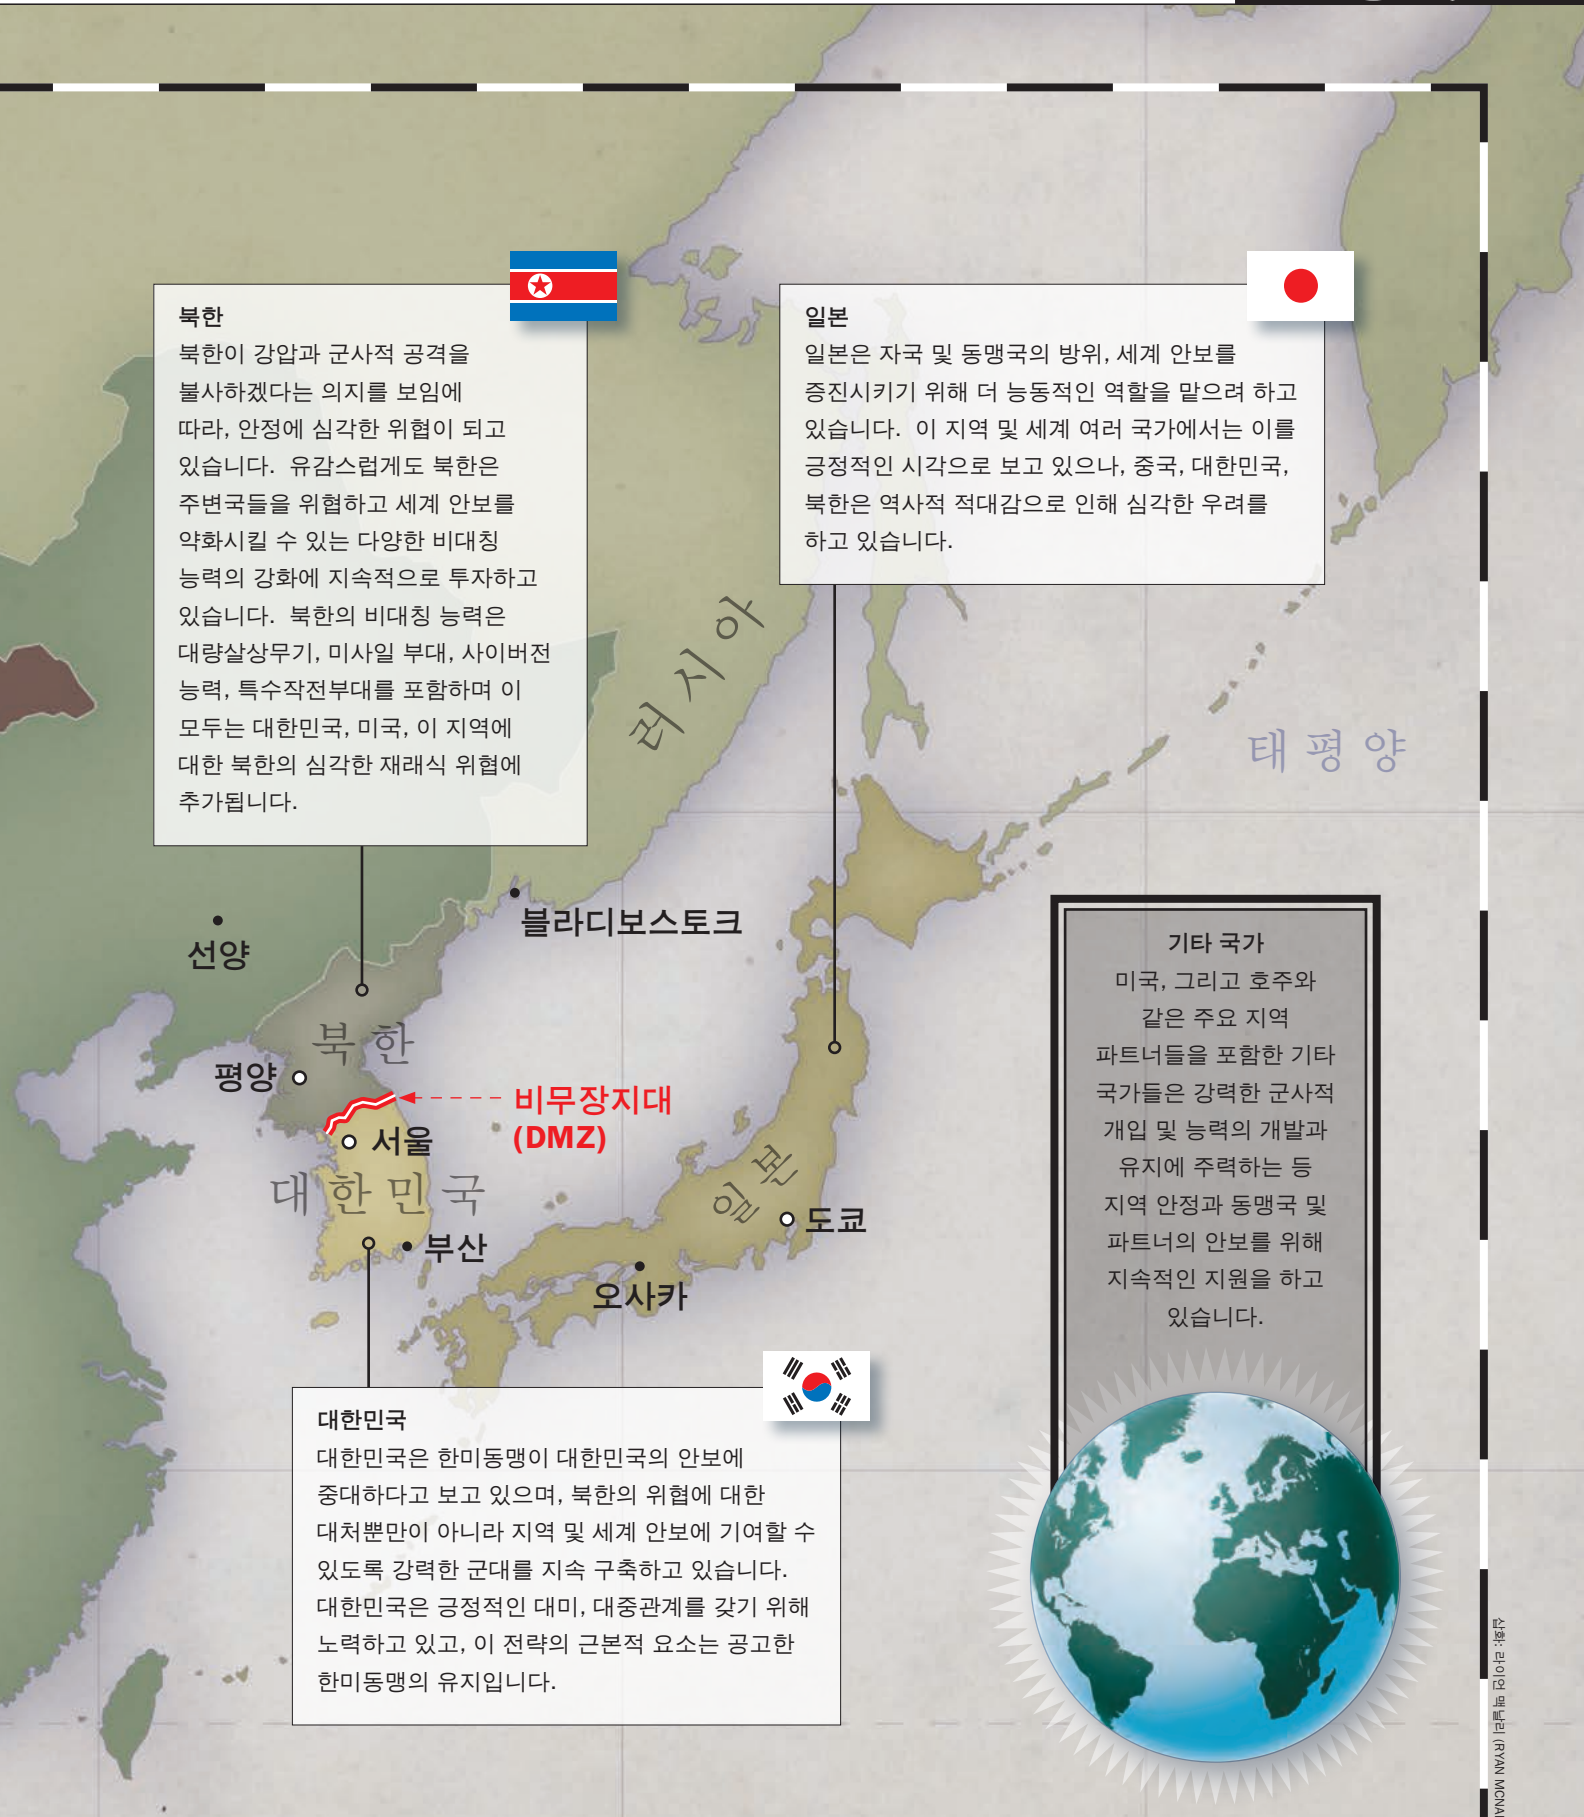 북한
북한이 강압과 군사적 공격을
불사하겠다는 의지를 보임에
따라, 안정에 심각한 위협이 되고
있습니다. 유감스럽게도 북한은
주변국들을 위협하고 세계 안보를
약화시킬 수 있는 다양한 비대칭
능력의 강화에 지속적으로 투자하고
있습니다. 북한의 비대칭 능력은
대량살상무기, 미사일 부대, 사이버전
능력, 특수작전부대를 포함하며 이
모두는 대한민국, 미국, 이 지역에
대한 북한의 심각한 재래식 위협에
추가됩니다.
일본
일본은 자국 및 동맹국의 방위, 세계 안보를
증진시키기 위해 더 능동적인 역할을 맡으려 하고
있습니다. 이 지역 및 세계 여러 국가에서는 이를
긍정적인 시각으로 보고 있으나, 중국, 대한민국,
북한은 역사적 적대감으로 인해 심각한 우려를
하고 있습니다.
러시아
태평양
블라디보스토크
선양
북한
평양
비무장지대
(DMZ)
서울
대한민국
부산
일본
도쿄
오사카
기타 국가
미국, 그리고 호주와
같은 주요 지역
파트너들을 포함한 기타
국가들은 강력한 군사적
개입 및 능력의 개발과
유지에 주력하는 등
지역 안정과 동맹국 및
파트너의 안보를 위해
지속적인 지원을 하고
있습니다.
대한민국
대한민국은 한미동맹이 대한민국의 안보에
중대하다고 보고 있으며, 북한의 위협에 대한
대처뿐만이 아니라 지역 및 세계 안보에 기여할 수
있도록 강력한 군대를 지속 구축하고 있습니다.
대한민국은 긍정적인 대미, 대중관계를 갖기 위해
노력하고 있고, 이 전략의 근본적 요소는 공고한
한미동맹의 유지입니다.
삽화: 라이언 맥널리 (RYAN